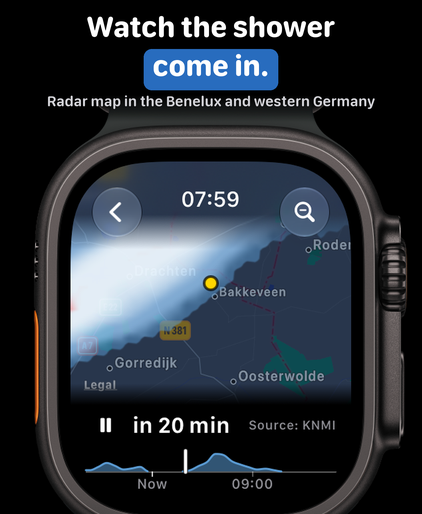 Watch the shower
come in.
Radar map in the Benelux and western Germany
07:59
Roder
Drachten
Bakkeveen
N381
Gorredijk
Oosterwolde
Legal
in 20 min Source: KNMI
Now 09:00